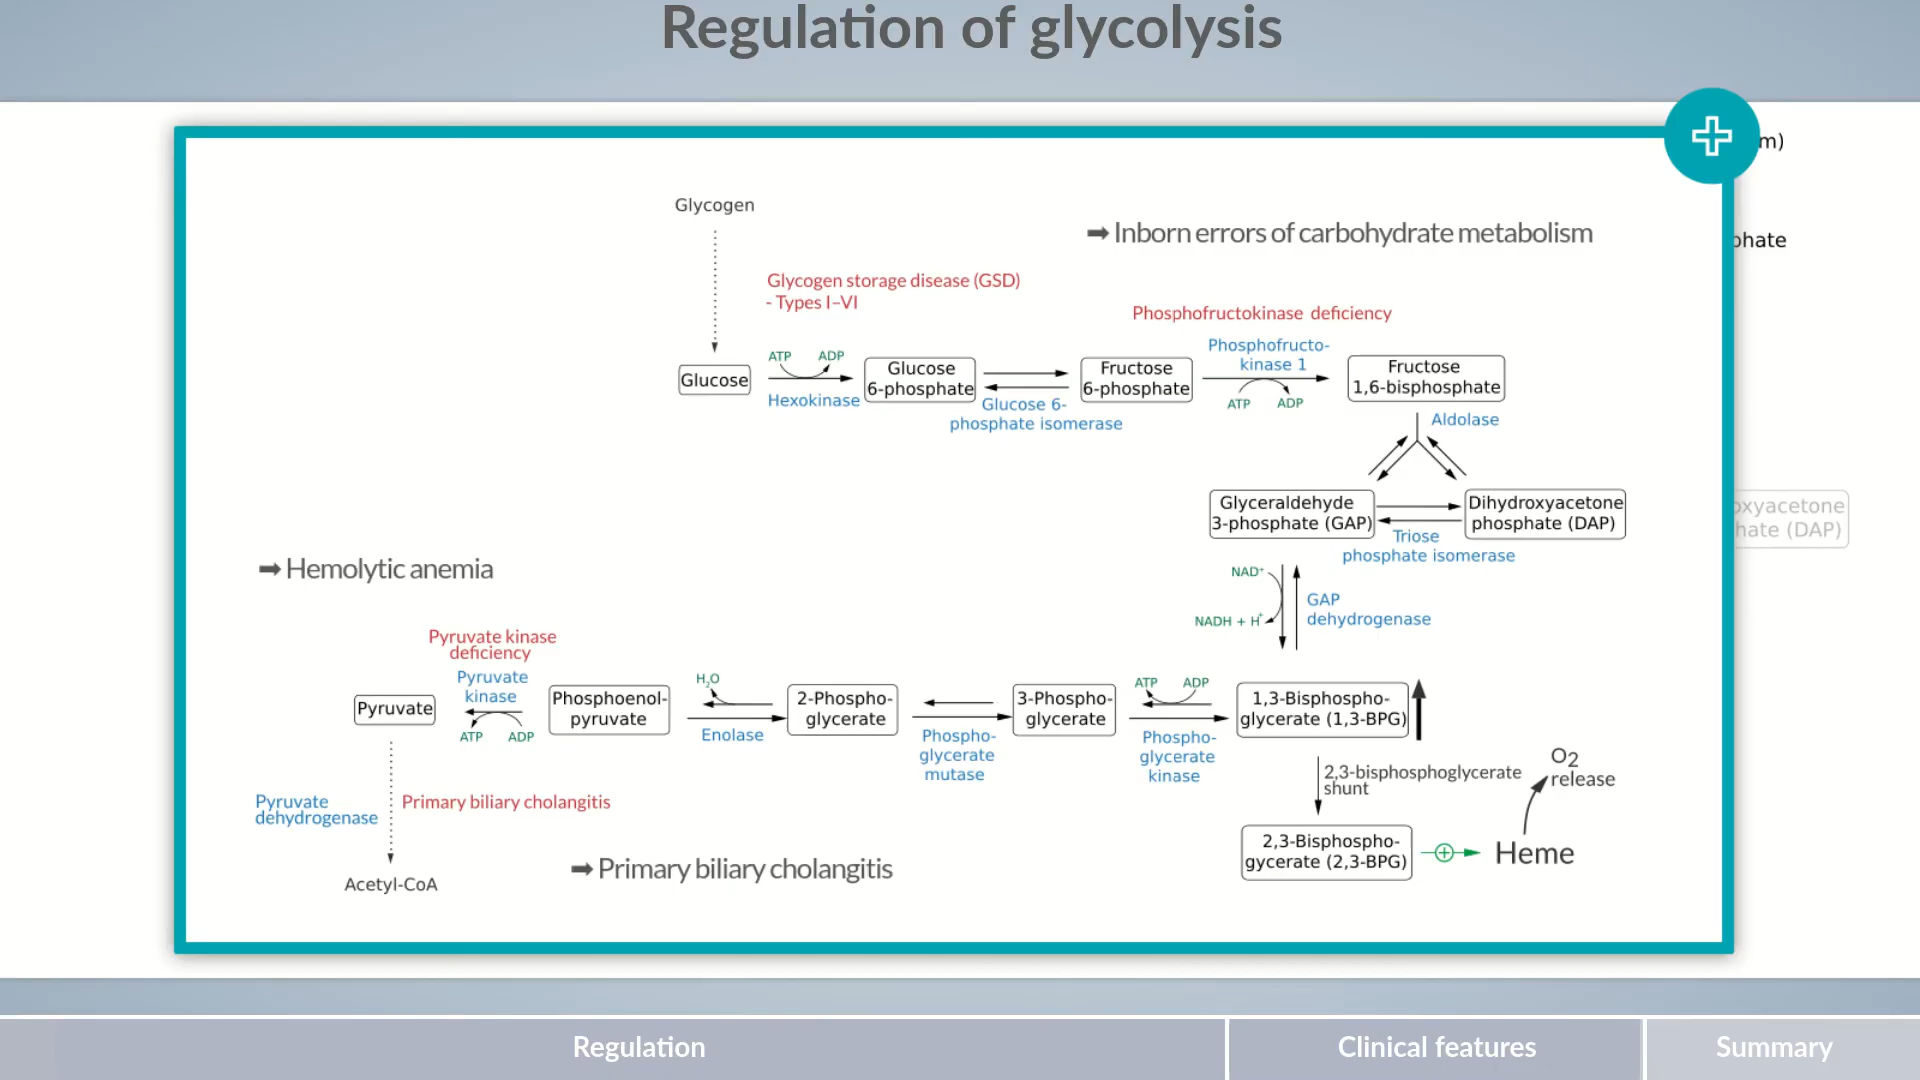 Regulation of glycolysis
m)
phate
oxyacetone
hate (DAP)
Glycogen
➡ Inborn errors of carbohydrate metabolism
Glycogen storage disease (GSD)
- Types I–VI
Phosphofructokinase deficiency
Glucose
ATP ADP
Hexokinase
Glucose
6-phosphate
Glucose 6-
phosphate isomerase
Fructose
6-phosphate
Phosphofructo-
kinase 1
ATP ADP
Fructose
1,6-bisphosphate
Aldolase
Glyceraldehyde
3-phosphate (GAP)
Dihydroxyacetone
phosphate (DAP)
Triose
phosphate isomerase
NAD+
NADH + H+
GAP
dehydrogenase
➡ Hemolytic anemia
Pyruvate kinase
deficiency
Pyruvate
kinase
ATP ADP
Pyruvate
Phosphoenol-
pyruvate
H2O
Enolase
2-Phospho-
glycerate
Phospho-
glycerate
mutase
3-Phospho-
glycerate
ATP ADP
Phospho-
glycerate
kinase
1,3-Bisphospho-
glycerate (1,3-BPG)
2,3-bisphosphoglycerate
shunt
O2
release
2,3-Bisphospho-
gycerate (2,3-BPG)
Heme
Pyruvate
dehydrogenase
Primary biliary cholangitis
Acetyl-CoA
➡ Primary biliary cholangitis
Regulation
Clinical features
Summary